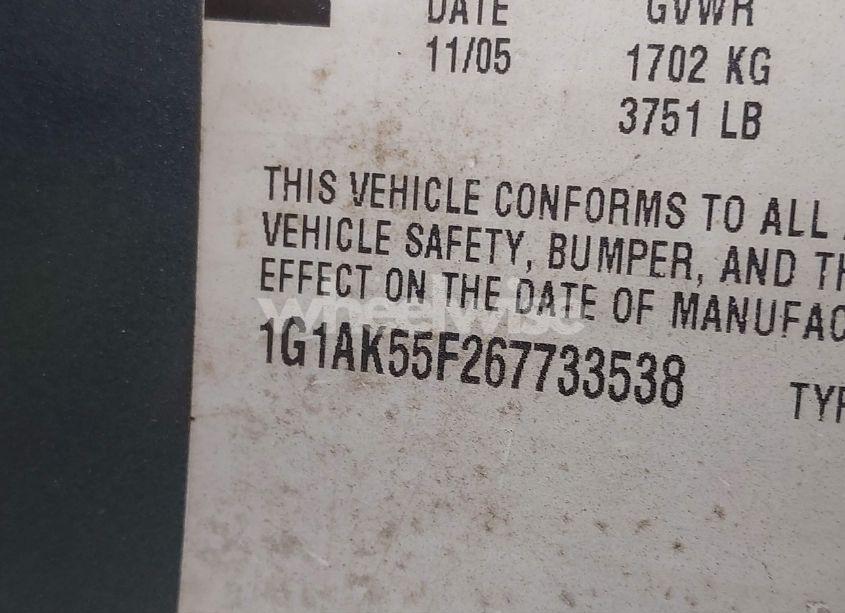 DATE GVWR
11/05 1702 KG
3751 LB
THIS VEHICLE CONFORMS TO ALL
VEHICLE SAFETY, BUMPER, AND TH
EFFECT ON THE DATE OF MANUFAC
wheelwise
1G1AK55F267733538
TYP